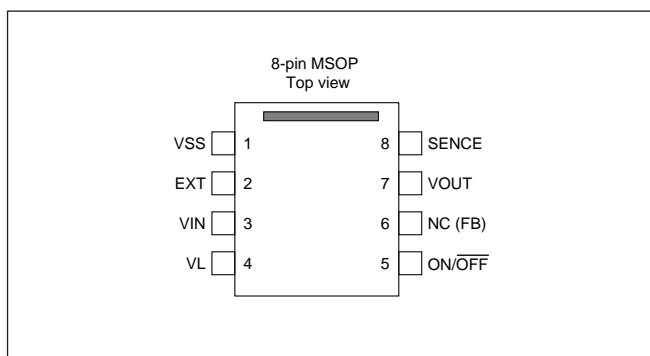 8-pin MSOP
Top view
VSS 1 8 SENCE
EXT 2 7 VOUT
VIN 3 6 NC (FB)
VL 4 5 ON/O̅F̅F̅